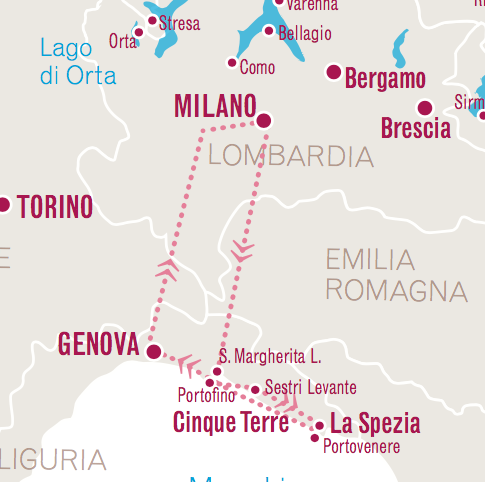 Varenna
Stresa
Orta
Bellagio
Lago
di Orta
Como
Bergamo
MILANO
Brescia
LOMBARDIA
TORINO
EMILIA
ROMAGNA
GENOVA
S. Margherita L.
Portofino
Sestri Levante
Cinque Terre
La Spezia
Portovenere
LIGURIA